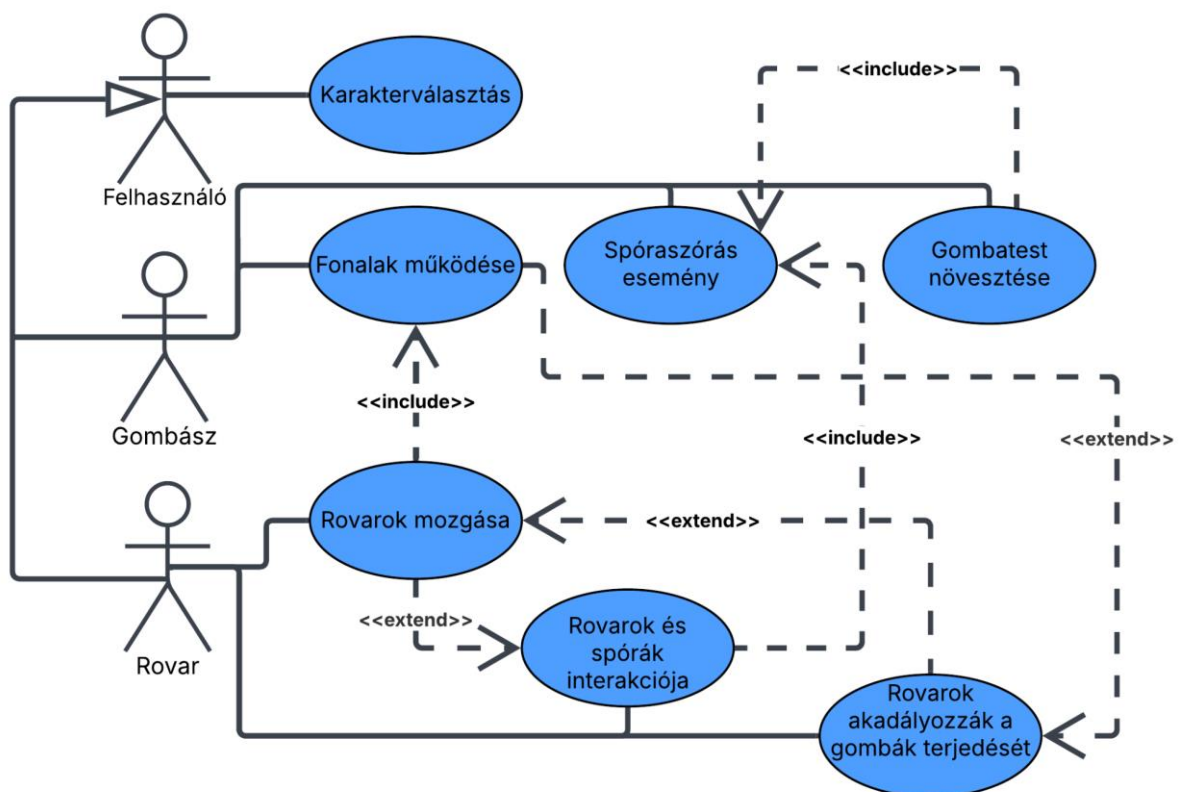 Karakterválasztás
<<include>>
Felhasználó
Fonalak működése
Spóraszórás
esemény
Gombatest
növesztése
<<include>>
Gombász
<<include>>
<<extend>>
Rovarok mozgása
<<extend>>
<<extend>>
Rovarok és
spórák
interakciója
Rovar
Rovarok
akadályozzák a
gombák terjedését